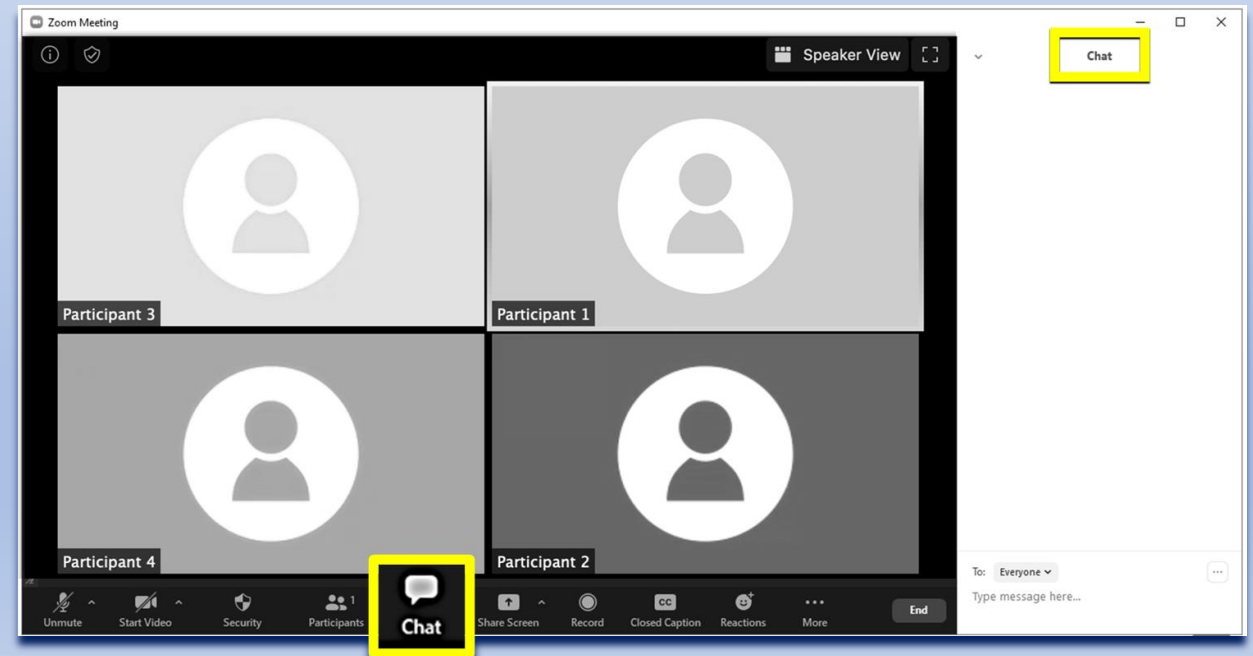 Zoom Meeting
Speaker View
Chat
Participant 3
Participant 1
Participant 4
Participant 2
To: Everyone
Type message here...
Unmute
Start Video
Security
Participants
1
Chat
Share Screen
Record
CC
Closed Caption
Reactions
More
End